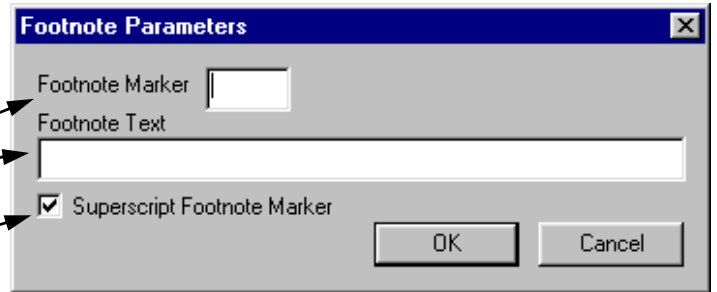 Footnote Parameters
Footnote Marker
Footnote Text
Superscript Footnote Marker
OK Cancel